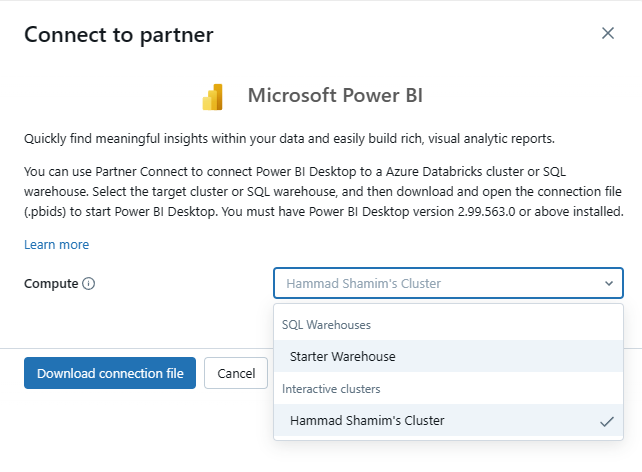 Connect to partner
Microsoft Power BI
Quickly find meaningful insights within your data and easily build rich, visual analytic reports.
You can use Partner Connect to connect Power BI Desktop to a Azure Databricks cluster or SQL
warehouse. Select the target cluster or SQL warehouse, and then download and open the connection file
(.pbids) to start Power BI Desktop. You must have Power BI Desktop version 2.99.563.0 or above installed.
Learn more
Compute
Hammad Shamim's Cluster
SQL Warehouses
Starter Warehouse
Download connection file
Cancel
Interactive clusters
Hammad Shamim's Cluster